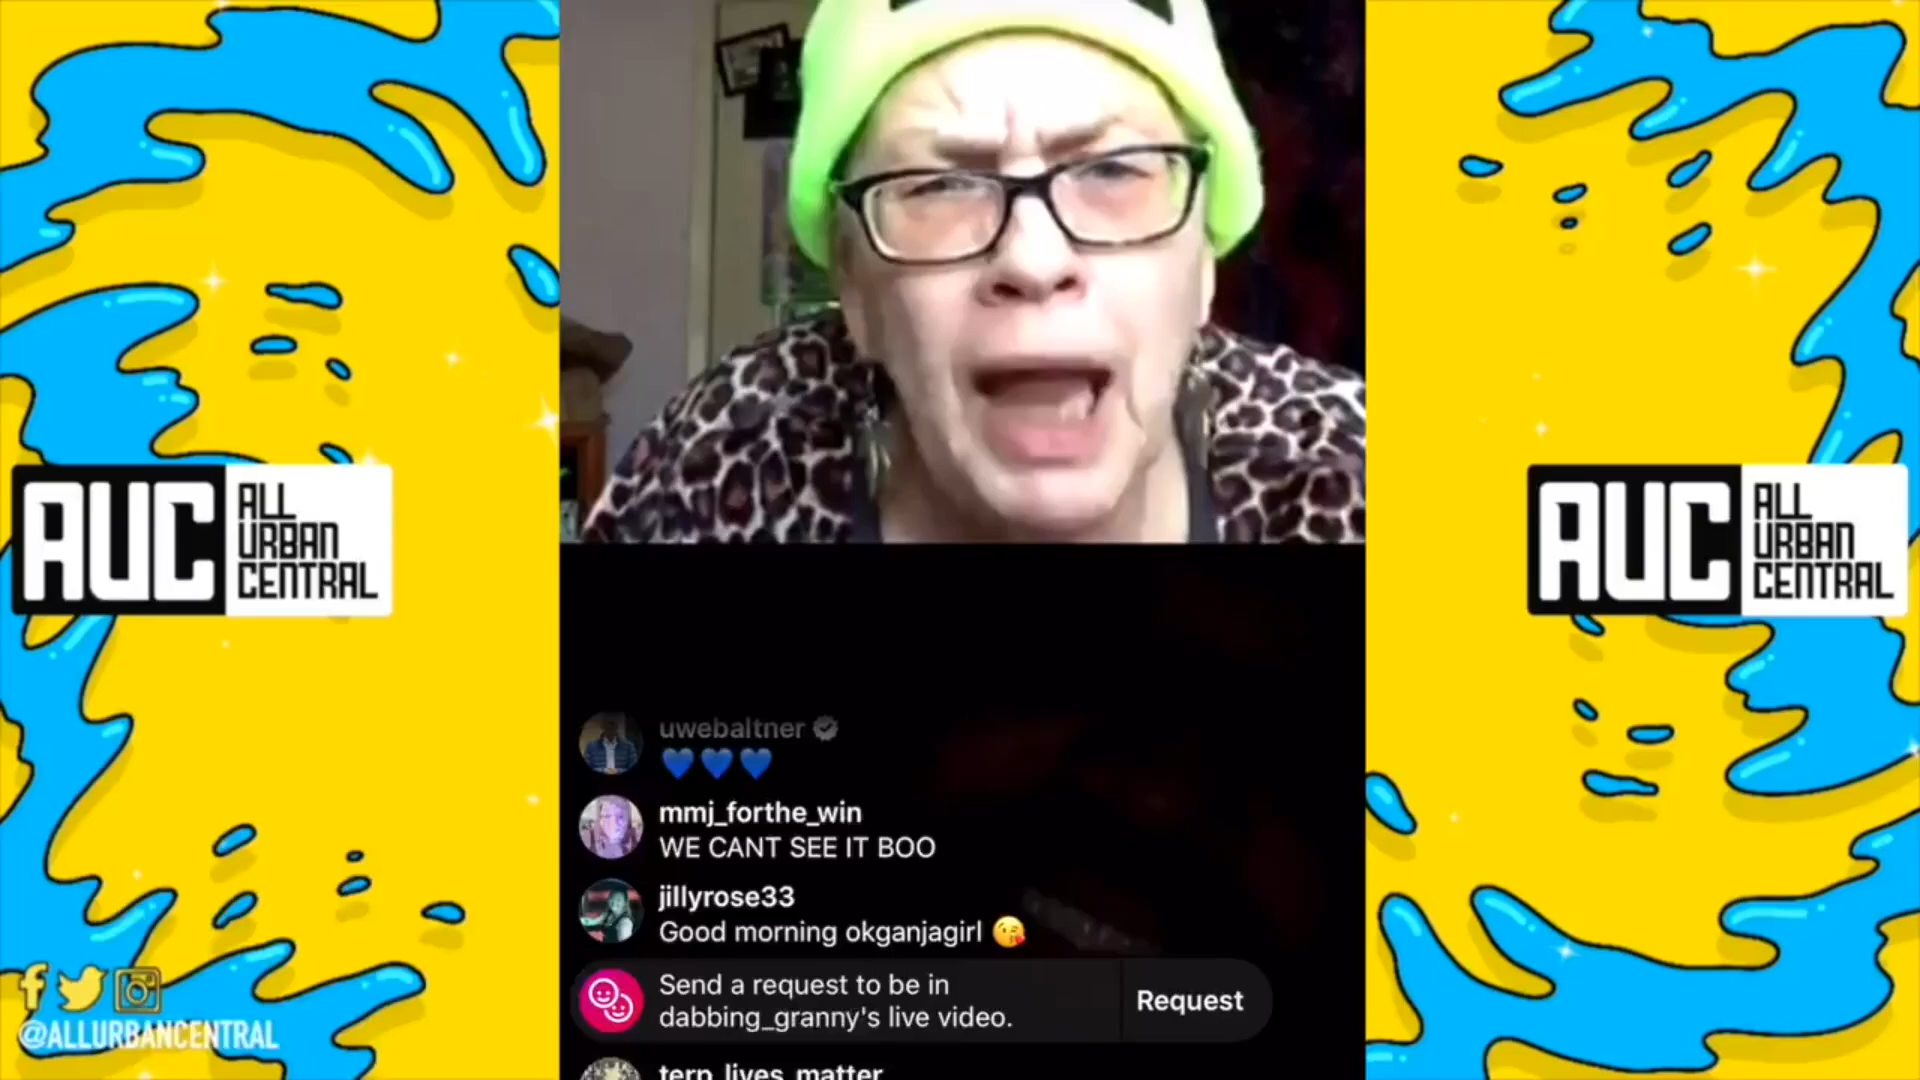 AUC
ALL
URBAN
CENTRAL
AUC
ALL
URBAN
CENTRAL
uwebaltner
💙💙💙
mmj_forthe_win
WE CANT SEE IT BOO
jillyrose33
Good morning okganjagirl 😘
Send a request to be in
dabbing_granny's live video.
Request
terp_lives_matter
@ALLURBANCENTRAL